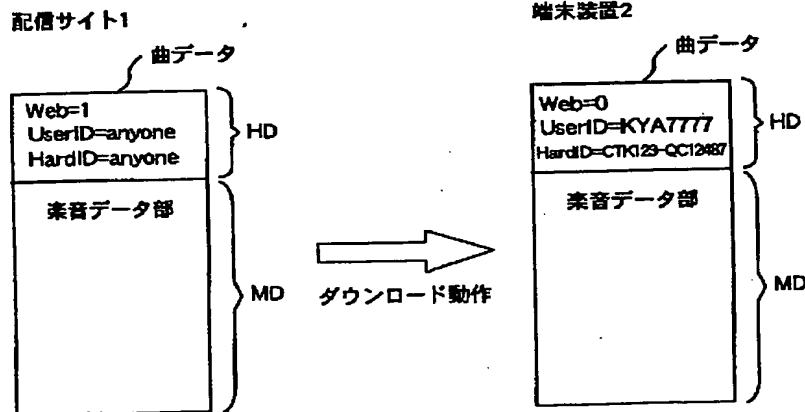 配信サイト1
曲データ
Web=1
UserID=anyone
HardID=anyone
HD
楽音データ部
MD
ダウンロード動作
端末装置2
曲データ
Web=0
UserID=KYA7777
HardID=CTK123-QC12487
HD
楽音データ部
MD